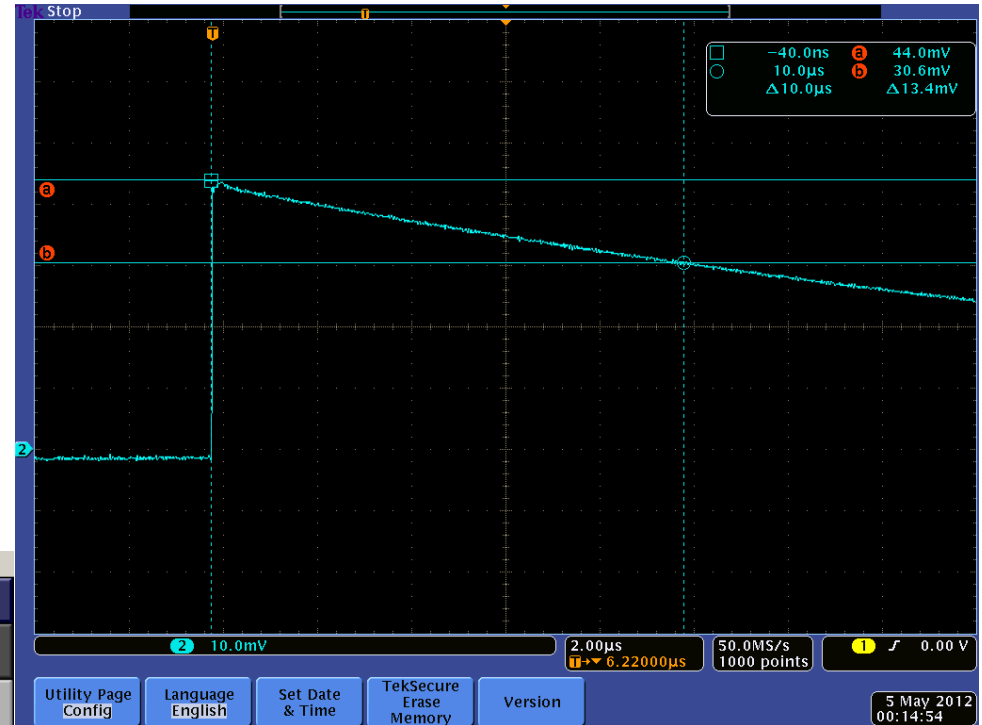 Tek Stop
T
T
−40.0ns a 44.0mV
10.0µs b 30.6mV
Δ10.0µs Δ13.4mV
a
b
2
2 10.0mV
2.00µs
T→▼ 6.22000µs
50.0MS/s
1000 points
1 0.00 V
Utility Page
Config
Language
English
Set Date
& Time
TekSecure
Erase
Memory
Version
5 May 2012
00:14:54